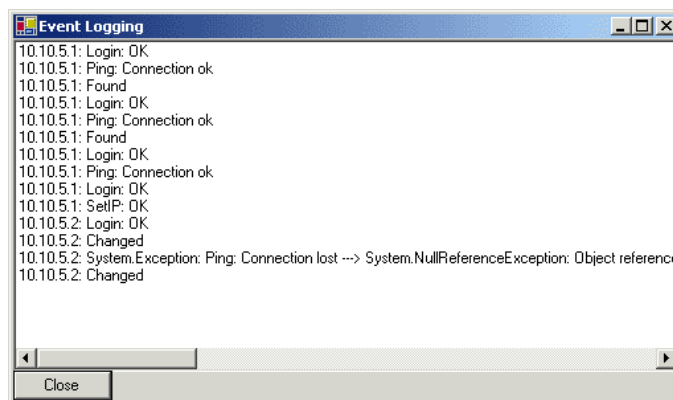 Event Logging
10.10.5.1: Login: OK
10.10.5.1: Ping: Connection ok
10.10.5.1: Found
10.10.5.1: Login: OK
10.10.5.1: Ping: Connection ok
10.10.5.1: Found
10.10.5.1: Login: OK
10.10.5.1: Ping: Connection ok
10.10.5.1: Login: OK
10.10.5.1: SetIP: OK
10.10.5.2: Login: OK
10.10.5.2: Changed
10.10.5.2: System.Exception: Ping: Connection lost ---> System.NullReferenceException: Object reference
10.10.5.2: Changed
Close